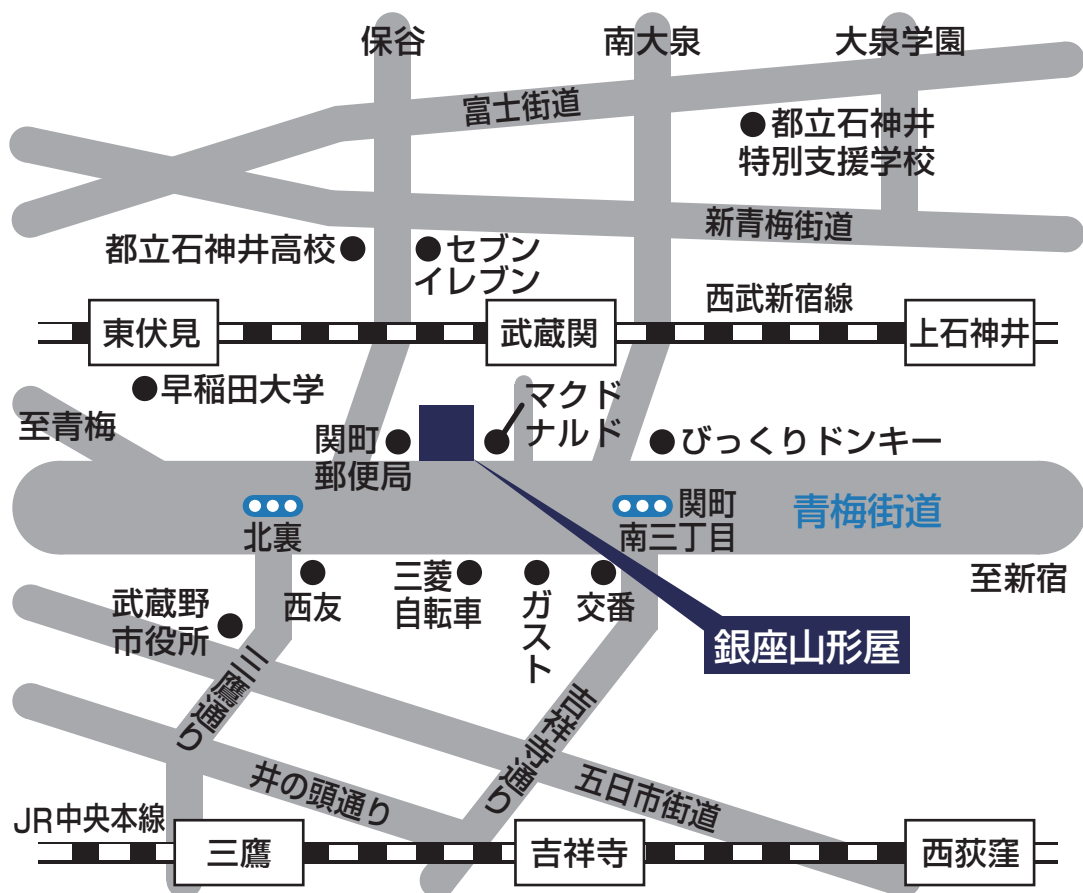 保谷
南大泉
大泉学園
富士街道
都立石神井
特別支援学校
新青梅街道
都立石神井高校
セブン
イレブン
西武新宿線
東伏見
武蔵関
上石神井
早稲田大学
マクド
ナルド
至青梅
関町
郵便局
びっくりドンキー
北裏
関町
南三丁目
青梅街道
至新宿
武蔵野
市役所
西友
三菱
自転車
ガスト
交番
銀座山形屋
三鷹通り
吉祥寺通り
井の頭通り
五日市街道
JR中央本線
三鷹
吉祥寺
西荻窪